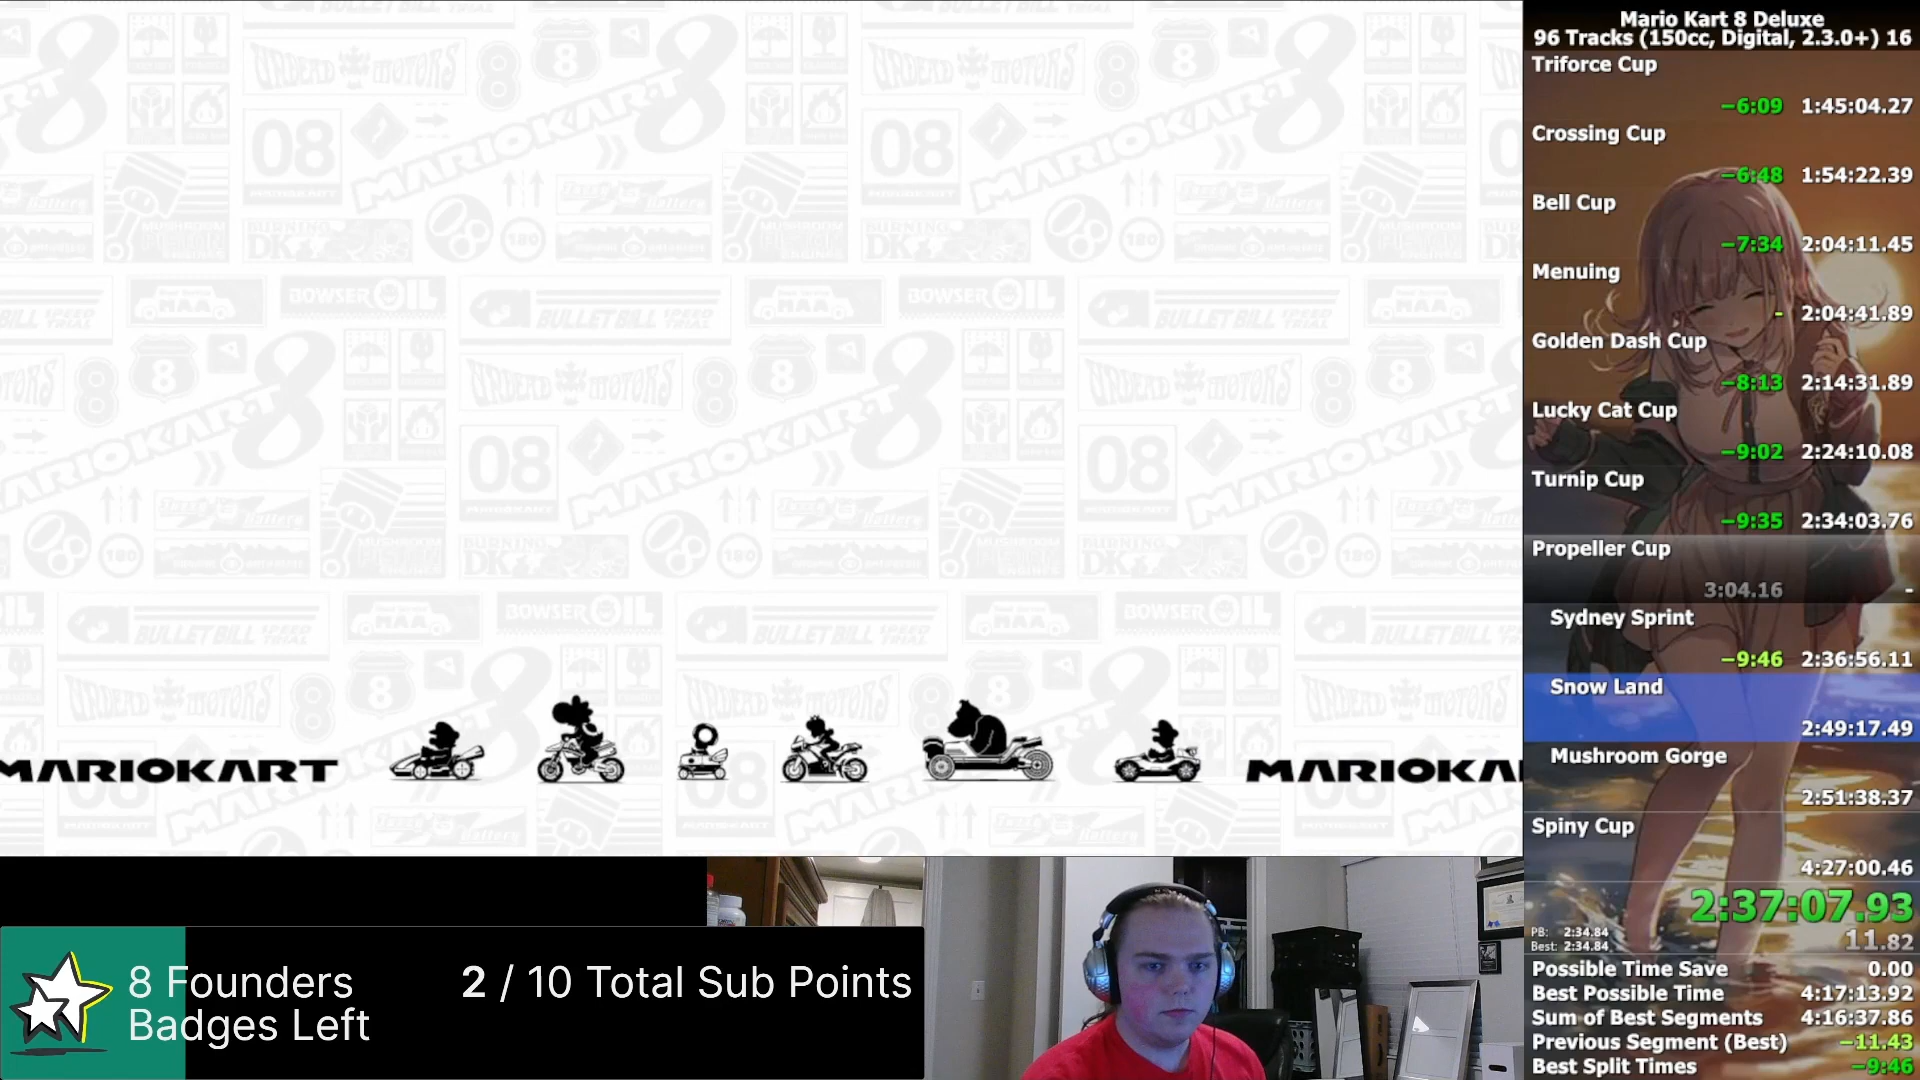 MARIOKART
MARIOKA
8 Founders
Badges Left
2 / 10 Total Sub Points
Mario Kart 8 Deluxe
96 Tracks (150cc, Digital, 2.3.0+) 16
Triforce Cup
-6:09 1:45:04.27
Crossing Cup
-6:48 1:54:22.39
Bell Cup
-7:34 2:04:11.45
Menuing
- 2:04:41.89
Golden Dash Cup
-8:13 2:14:31.89
Lucky Cat Cup
-9:02 2:24:10.08
Turnip Cup
-9:35 2:34:03.76
Propeller Cup
3:04.16 -
Sydney Sprint
-9:46 2:36:56.11
Snow Land
2:49:17.49
Mushroom Gorge
2:51:38.37
Spiny Cup
4:27:00.46
2:37:07.93
PB: 2:34.84
Best: 2:34.84
11.82
Possible Time Save 0.00
Best Possible Time 4:17:13.92
Sum of Best Segments 4:16:37.86
Previous Segment (Best) -11.43
Best Split Times -9:46